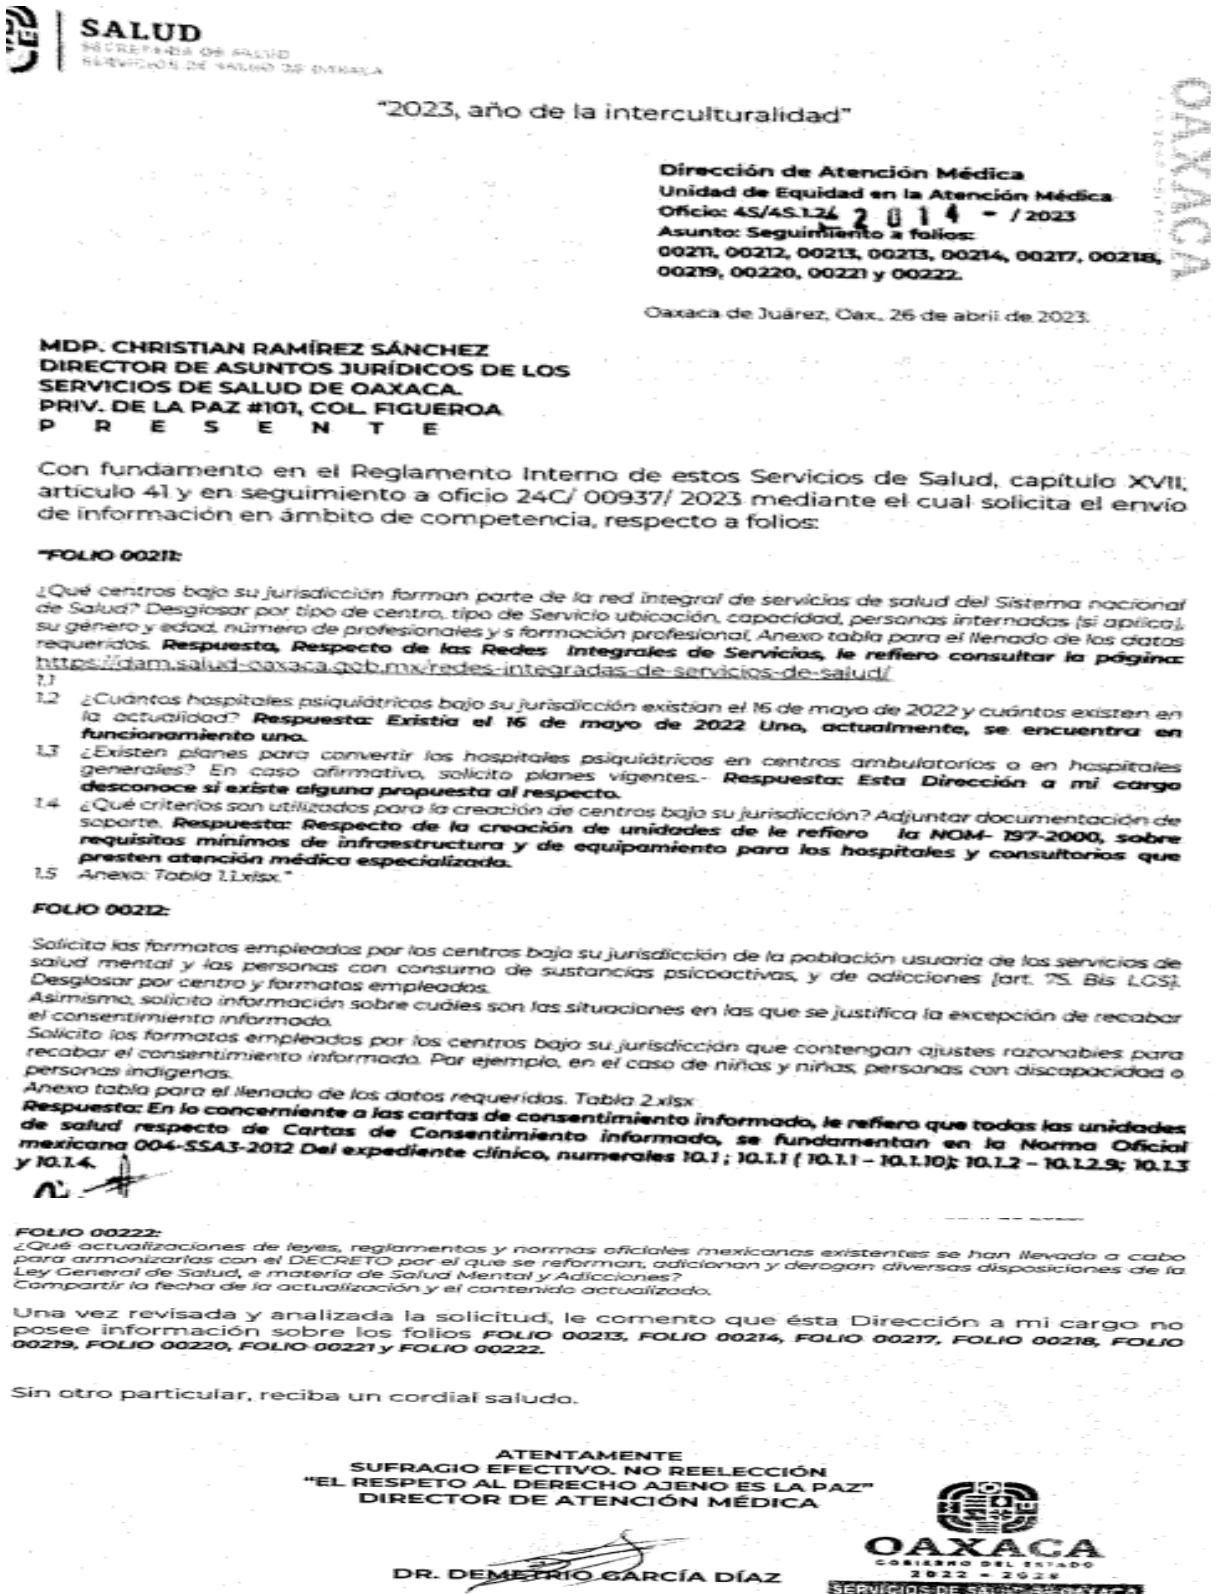 SALUD
SECRETARÍA DE SALUD
SERVICIOS DE SALUD DE OAXACA
"2023, año de la interculturalidad"
OAXACA
Dirección de Atención Médica
Unidad de Equidad en la Atención Médica
Oficio: 4S/4S.1.24 2014 - / 2023
Asunto: Seguimiento a folios:
00211, 00212, 00213, 00213, 00214, 00217, 00218,
00219, 00220, 00221 y 00222.
Oaxaca de Juárez, Oax., 26 de abril de 2023.
MDP. CHRISTIAN RAMÍREZ SÁNCHEZ
DIRECTOR DE ASUNTOS JURÍDICOS DE LOS
SERVICIOS DE SALUD DE OAXACA.
PRIV. DE LA PAZ #101, COL. FIGUEROA
P R E S E N T E
Con fundamento en el Reglamento Interno de estos Servicios de Salud, capítulo XVII,
artículo 41 y en seguimiento a oficio 24C/ 00937/ 2023 mediante el cual solicita el envío
de información en ámbito de competencia, respecto a folios:
"FOLIO 00211:
¿Qué centros bajo su jurisdicción forman parte de la red integral de servicios de salud del Sistema nacional
de Salud? Desglosar por tipo de centro, tipo de Servicio ubicación, capacidad, personas internadas (si aplica),
su género y edad, número de profesionales y s formación profesional, Anexo tabla para el llenado de los datos
requeridos. Respuesta, Respecto de las Redes Integrales de Servicios, le refiero consultar la página:
https://dam.salud-oaxaca.gob.mx/redes-integradas-de-servicios-de-salud/
1.1
1.2 ¿Cuántos hospitales psiquiátricos bajo su jurisdicción existían el 16 de mayo de 2022 y cuántos existen en
la actualidad? Respuesta: Existía el 16 de mayo de 2022 Uno, actualmente, se encuentra en
funcionamiento uno.
1.3 ¿Existen planes para convertir los hospitales psiquiátricos en centros ambulatorios o en hospitales
generales? En caso afirmativo, solicito planes vigentes.- Respuesta: Esta Dirección a mi cargo
desconoce si existe alguna propuesta al respecto.
1.4 ¿Qué criterios son utilizados para la creación de centros bajo su jurisdicción? Adjuntar documentación de
soporte. Respuesta: Respecto de la creación de unidades de le refiero la NOM- 197-2000, sobre
requisitos mínimos de infraestructura y de equipamiento para los hospitales y consultorios que
presten atención médica especializada.
1.5 Anexo: Tabla 1.1.xlsx."
FOLIO 00212:
Solicita los formatos empleados por los centros bajo su jurisdicción de la población usuaria de los servicios de
salud mental y las personas con consumo de sustancias psicoactivas, y de adicciones [art. 75. Bis LGS].
Desglosar por centro y formatos empleados.
Asimismo, solicito información sobre cuáles son las situaciones en las que se justifica la excepción de recabar
el consentimiento informado.
Solicito los formatos empleados por los centros bajo su jurisdicción que contengan ajustes razonables para
recabar el consentimiento informado. Por ejemplo, en el caso de niños y niñas, personas con discapacidad o
personas indígenas.
Anexo tabla para el llenado de los datos requeridos. Tabla 2.xlsx
Respuesta: En lo concerniente a las cartas de consentimiento informado, le refiero que todas las unidades
de salud respecto de Cartas de Consentimiento informado, se fundamentan en la Norma Oficial
mexicana 004-SSA3-2012 Del expediente clínico, numerales 10.1 ; 10.1.1 ( 10.1.1 - 10.1.10); 10.1.2 - 10.1.2.9; 10.1.3
y 10.1.4.
FOLIO 00222:
¿Qué actualizaciones de leyes, reglamentos y normas oficiales mexicanas existentes se han llevado a cabo
para armonizarlas con el DECRETO por el que se reforman, adicionan y derogan diversas disposiciones de la
Ley General de Salud, e materia de Salud Mental y Adicciones?
Compartir la fecha de la actualización y el contenido actualizado.
Una vez revisada y analizada la solicitud, le comento que ésta Dirección a mi cargo no
posee información sobre los folios FOLIO 00213, FOLIO 00214, FOLIO 00217, FOLIO 00218, FOLIO
00219, FOLIO 00220, FOLIO 00221 y FOLIO 00222.
Sin otro particular, reciba un cordial saludo.
ATENTAMENTE
SUFRAGIO EFECTIVO. NO REELECCIÓN
"EL RESPETO AL DERECHO AJENO ES LA PAZ"
DIRECTOR DE ATENCIÓN MÉDICA
DR. DEMETRIO GARCÍA DÍAZ
OAXACA
GOBIERNO DEL ESTADO
2022 - 2028
SERVICIOS DE SALUD DE OAXACA